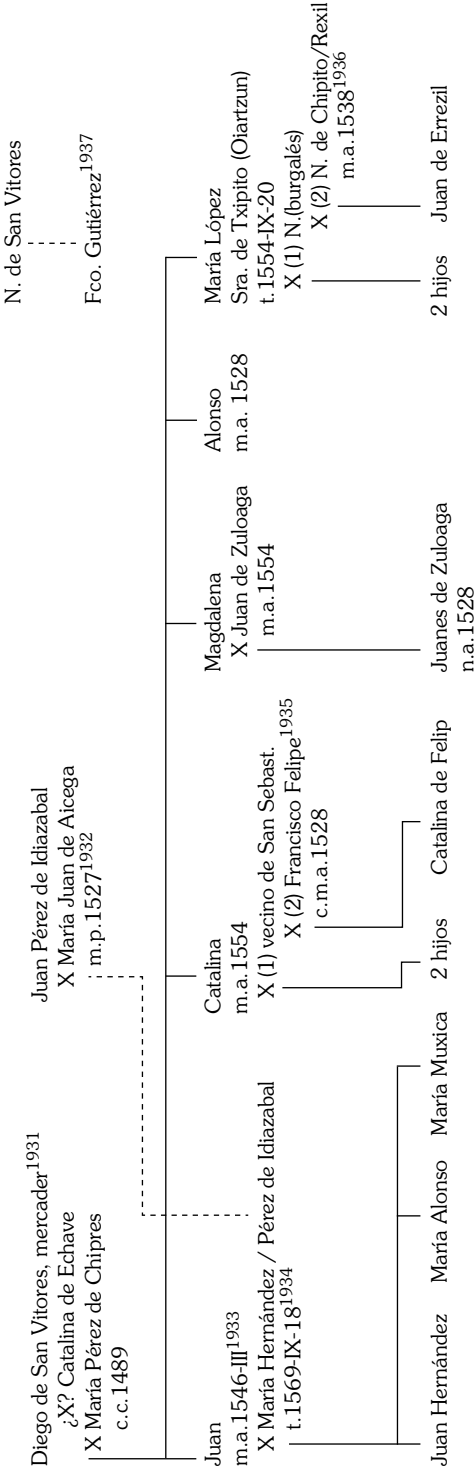 Diego de San Vitores, mercader1931
¿X? Catalina de Echave
X María Pérez de Chipres
c.c.1489
Juan Pérez de Idiazabal
X María Juan de Aicega
m.p.15271932
N. de San Vitores
Fco. Gutiérrez1937
Juan
m.a.1546-III1933
X María Hernández / Pérez de Idiazabal
t.1569-IX-181934
Catalina
m.a.1554
X (1) vecino de San Sebast.
X (2) Francisco Felipe1935
c.m.a.1528
Magdalena
X Juan de Zuloaga
m.a.1554
Alonso
m.a. 1528
María López
Sra. de Txipito (Oiartzun)
t.1554-IX-20
X (1) N.(burgalés)
X (2) N. de Chipito/Rexil
m.a.15381936
Juan Hernández
María Alonso
María Muxica
2 hijos
Catalina de Felip
Juanes de Zuloaga
n.a.1528
2 hijos
Juan de Errezil